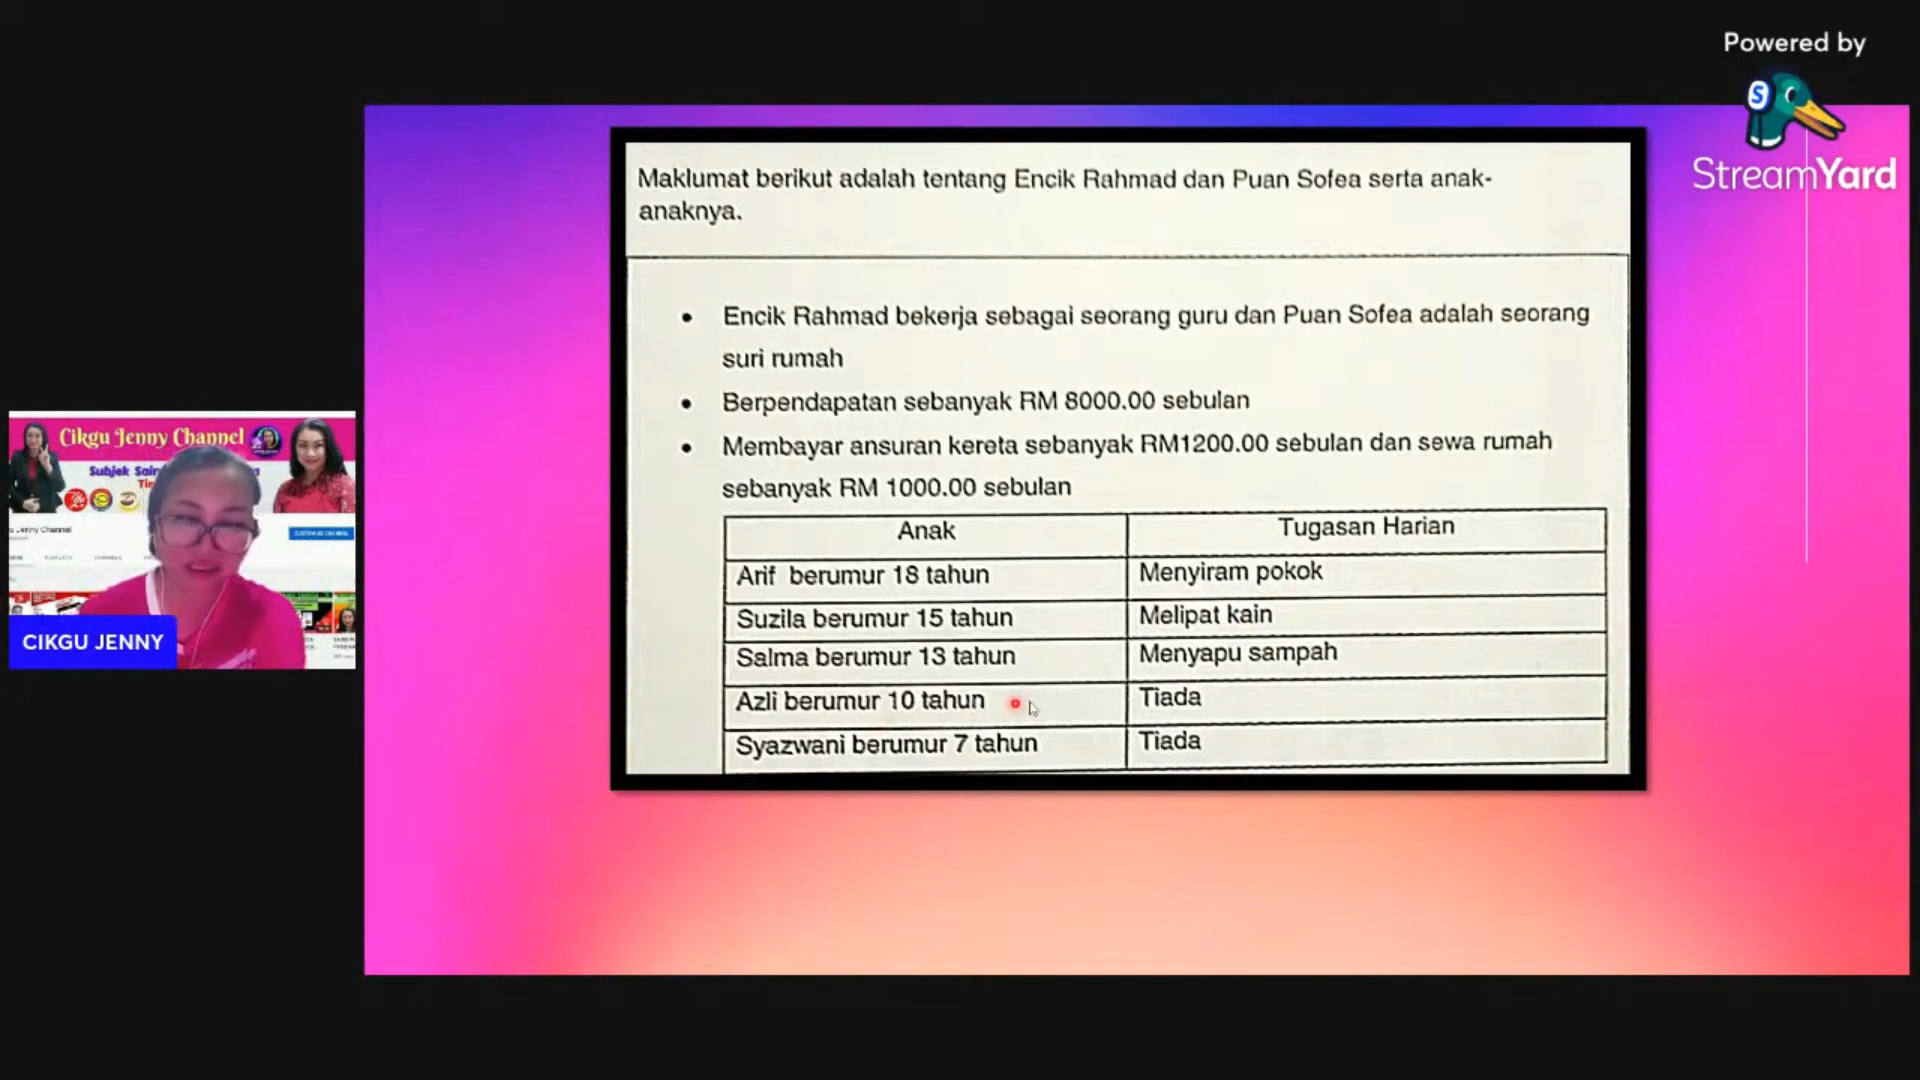 Powered by
StreamYard
Maklumat berikut adalah tentang Encik Rahmad dan Puan Sofea serta anak-
anaknya.
• Encik Rahmad bekerja sebagai seorang guru dan Puan Sofea adalah seorang
suri rumah
• Berpendapatan sebanyak RM 8000.00 sebulan
• Membayar ansuran kereta sebanyak RM1200.00 sebulan dan sewa rumah
sebanyak RM 1000.00 sebulan
Anak Tugasan Harian
Arif berumur 18 tahun Menyiram pokok
Suzila berumur 15 tahun Melipat kain
Salma berumur 13 tahun Menyapu sampah
Azli berumur 10 tahun Tiada
Syazwani berumur 7 tahun Tiada
Cikgu Jenny Channel
Subjek
Jenny Channel
CIKGU JENNY